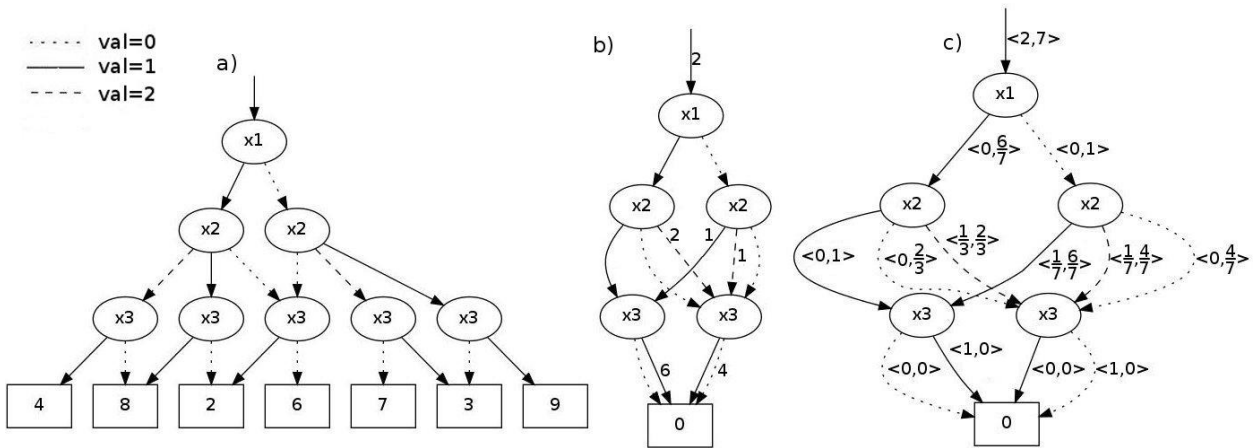 val=0
val=1
val=2
a)
x1
x2 x2
x3 x3 x3 x3 x3
4 8 2 6 7 3 9
b)
2
x1
x2 x2
2 1 1
x3 x3
6 4
0
c)
<2,7>
x1
<0,6/7> <0,1>
x2 x2
<0,1> <0,2/3> <1/3,2/3> <1/7,6/7> <1/7,4/7> <0,4/7>
x3 x3
<0,0> <1,0> <0,0> <1,0>
0